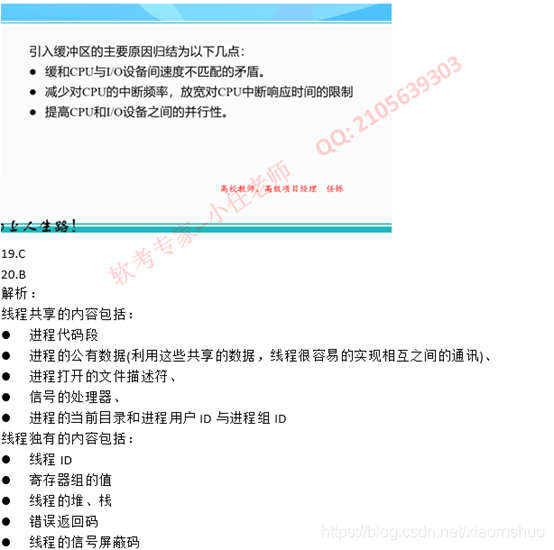 引入缓冲区的主要原因归结为以下几点：
● 缓和CPU与I/O设备间速度不匹配的矛盾。
● 减少对CPU的中断频率，放宽对CPU中断响应时间的限制
● 提高CPU和I/O设备之间的并行性。
QQ: 2105639303
高校教师、高级项目经理 任铄
软考专家--小任老师
人生路!
19.C
20.B
解析：
线程共享的内容包括：
● 进程代码段
● 进程的公有数据(利用这些共享的数据，线程很容易的实现相互之间的通讯)、
● 进程打开的文件描述符、
● 信号的处理器、
● 进程的当前目录和进程用户 ID 与进程组 ID
线程独有的内容包括：
● 线程 ID
● 寄存器组的值
● 线程的堆、栈
● 错误返回码
● 线程的信号屏蔽码
https://blog.csdn.net/xiaomshuo